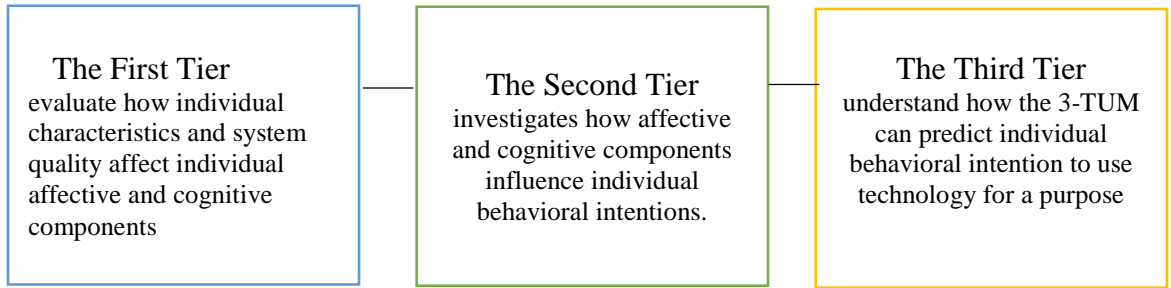 The First Tier
evaluate how individual
characteristics and system
quality affect individual
affective and cognitive
components
The Second Tier
investigates how affective
and cognitive components
influence individual
behavioral intentions.
The Third Tier
understand how the 3-TUM
can predict individual
behavioral intention to use
technology for a purpose